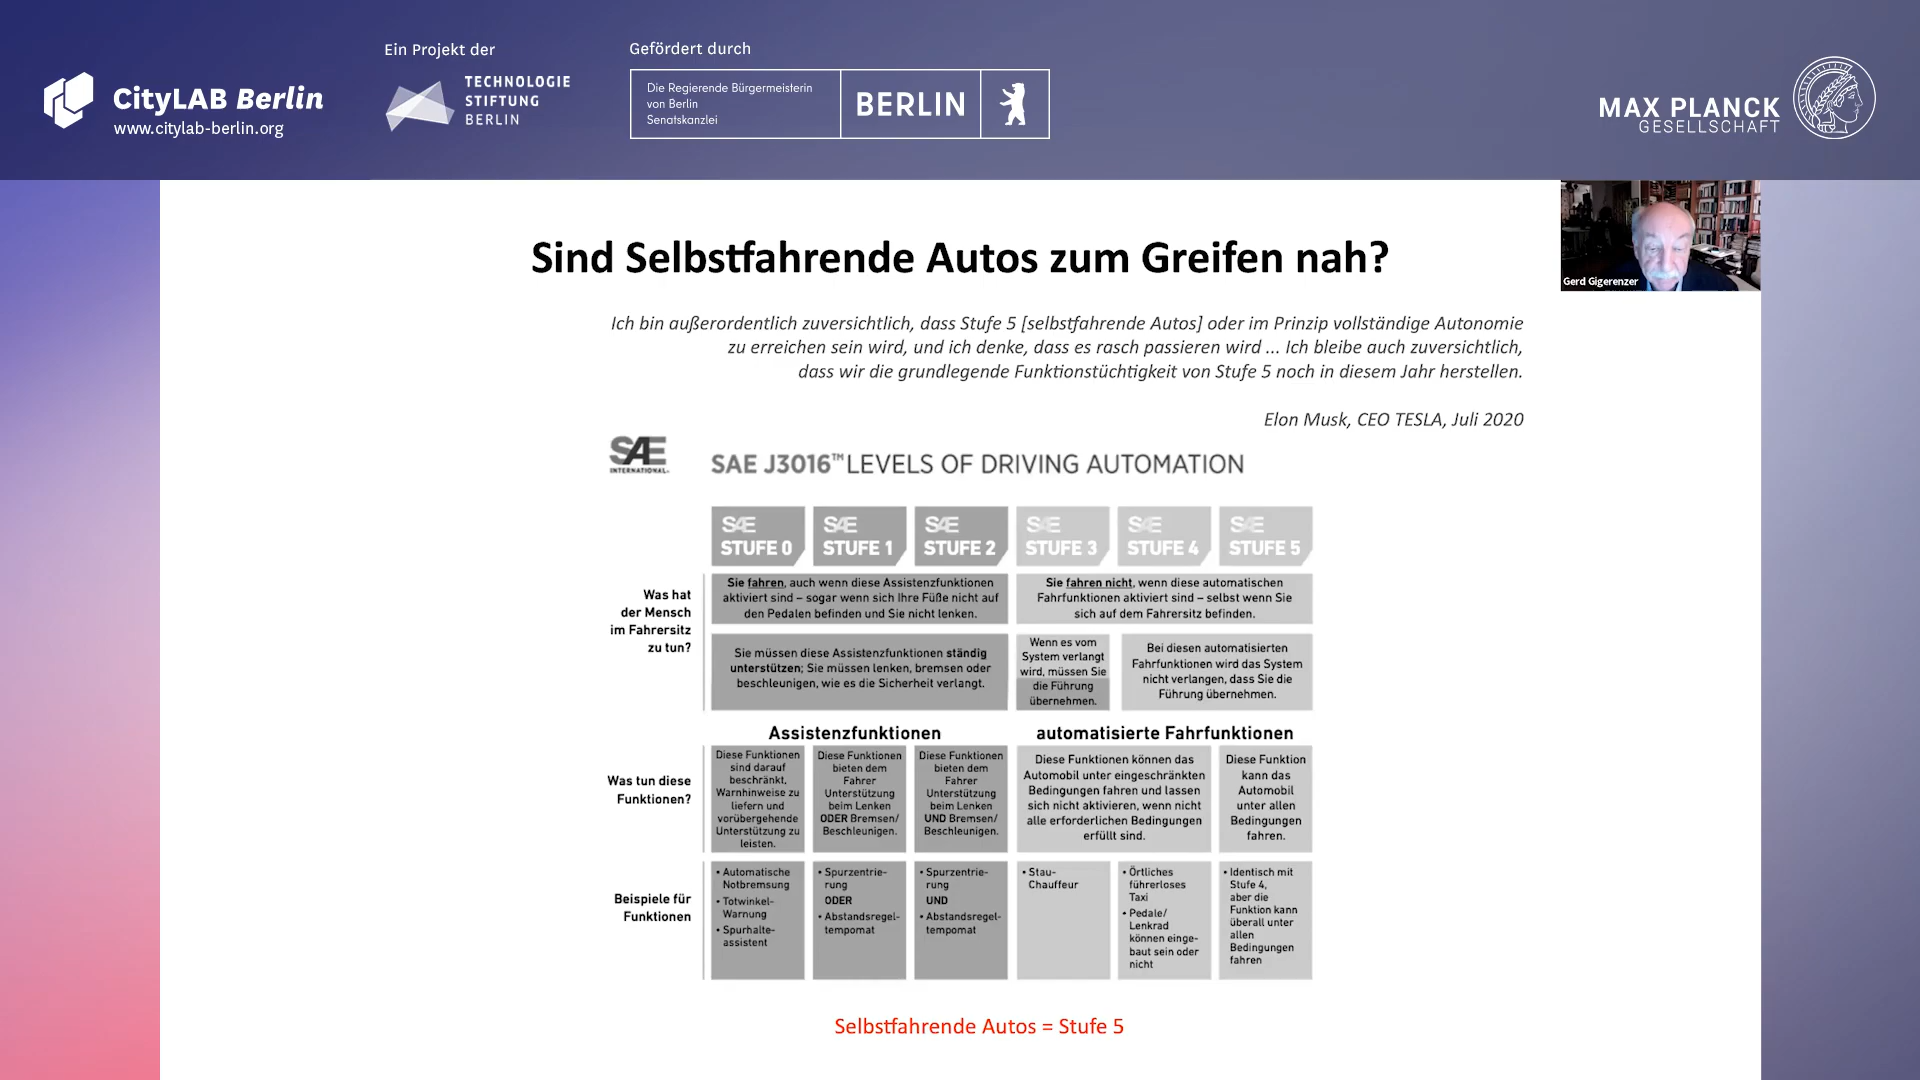 CityLAB Berlin
www.citylab-berlin.org
Ein Projekt der
TECHNOLOGIE
STIFTUNG
BERLIN
Gefördert durch
Die Regierende Bürgermeisterin
von Berlin
Senatskanzlei
BERLIN
MAX PLANCK
GESELLSCHAFT
Gerd Gigerenzer
Sind Selbstfahrende Autos zum Greifen nah?
Ich bin außerordentlich zuversichtlich, dass Stufe 5 [selbstfahrende Autos] oder im Prinzip vollständige Autonomie
zu erreichen sein wird, und ich denke, dass es rasch passieren wird ... Ich bleibe auch zuversichtlich,
dass wir die grundlegende Funktionstüchtigkeit von Stufe 5 noch in diesem Jahr herstellen.
Elon Musk, CEO TESLA, Juli 2020
SAE
INTERNATIONAL
SAE J3016™ LEVELS OF DRIVING AUTOMATION
SAE
STUFE 0
SAE
STUFE 1
SAE
STUFE 2
SAE
STUFE 3
SAE
STUFE 4
SAE
STUFE 5
Was hat
der Mensch
im Fahrersitz
zu tun?
Sie fahren, auch wenn diese Assistenzfunktionen
aktiviert sind – sogar wenn sich Ihre Füße nicht auf
den Pedalen befinden und Sie nicht lenken.
Sie fahren nicht, wenn diese automatischen
Fahrfunktionen aktiviert sind – selbst wenn Sie
sich auf dem Fahrersitz befinden.
Sie müssen diese Assistenzfunktionen ständig
unterstützen; Sie müssen lenken, bremsen oder
beschleunigen, wie es die Sicherheit verlangt.
Wenn es vom
System verlangt
wird, müssen Sie
die Führung
übernehmen.
Bei diesen automatisierten
Fahrfunktionen wird das System
nicht verlangen, dass Sie die
Führung übernehmen.
Assistenzfunktionen
automatisierte Fahrfunktionen
Was tun diese
Funktionen?
Diese Funktionen
sind darauf
beschränkt,
Warnhinweise zu
liefern und
vorübergehende
Unterstützung zu
leisten.
Diese Funktionen
bieten dem
Fahrer
Unterstützung
beim Lenken
ODER Bremsen/
Beschleunigen.
Diese Funktionen
bieten dem
Fahrer
Unterstützung
beim Lenken
UND Bremsen/
Beschleunigen.
Diese Funktionen können das
Automobil unter eingeschränkten
Bedingungen fahren und lassen
sich nicht aktivieren, wenn nicht
alle erforderlichen Bedingungen
erfüllt sind.
Diese Funktion
kann das
Automobil
unter allen
Bedingungen
fahren.
Beispiele für
Funktionen
• Automatische
Notbremsung
• Totwinkel-
Warnung
• Spurhalte-
assistent
• Spurzentrie-
rung
ODER
• Abstandsregel-
tempomat
• Spurzentrie-
rung
UND
• Abstandsregel-
tempomat
• Stau-
Chauffeur
• Örtliches
führerloses
Taxi
• Pedale/
Lenkrad
können einge-
baut sein oder
nicht
• Identisch mit
Stufe 4,
aber die
Funktion kann
überall unter
allen
Bedingungen
fahren
Selbstfahrende Autos = Stufe 5